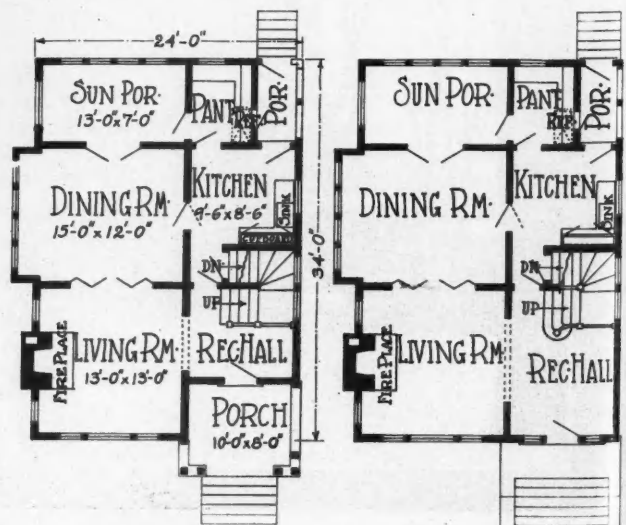 24'-0"
SUN POR.
13'-0"x7'-0"
PANT.
REF.
POR.
DINING RM.
15'-0"x12'-0"
KITCHEN
9'-6"x8'-6"
SINK
CUPBOARD
DN
UP
34'-0"
LIVING RM.
13'-0"x13'-0"
FIRE PLACE
REC. HALL
PORCH
10'-0"x8'-0"
SUN POR.
PANT.
REF.
POR.
DINING RM.
KITCHEN
SINK
DN
UP
LIVING RM.
FIRE PLACE
REC. HALL